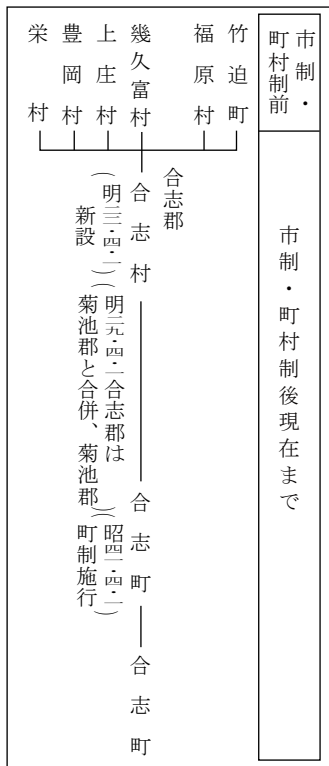 市制・
町村制前
市制・町村制後現在まで
竹迫町
福原村
幾久富村
上庄村
豊岡村
栄村
合志郡
合志村
(明二二・四・一)
新設
(明二九・四・一合志郡は
菊池郡と合併、菊池郡)
合志町
(昭四一・四・一)
町制施行
合志町